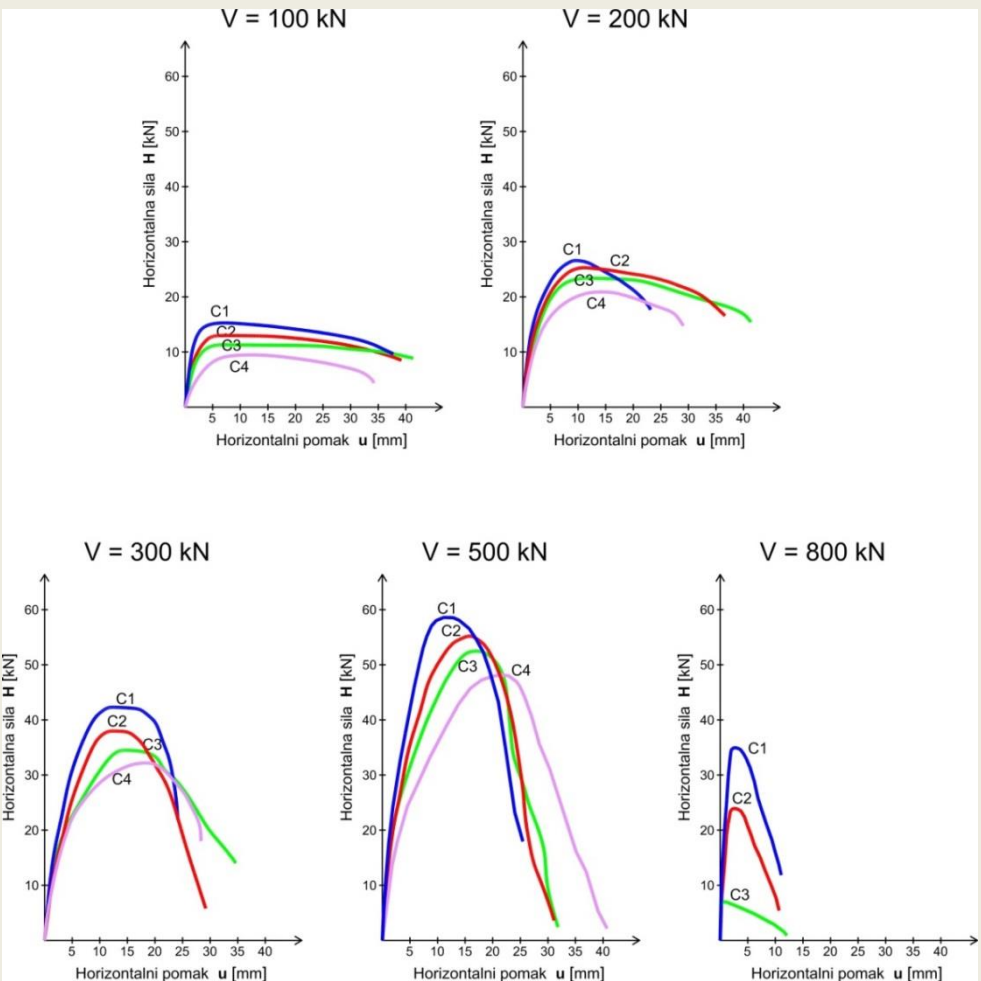 V = 100 kN
Horizontalna sila H [kN]
60
50
40
30
20
10
C1
C2
C3
C4
5 10 15 20 25 30 35 40
Horizontalni pomak u [mm]
V = 200 kN
Horizontalna sila H [kN]
60
50
40
30
20
10
C1
C2
C3
C4
5 10 15 20 25 30 35 40
Horizontalni pomak u [mm]
V = 300 kN
Horizontalna sila H [kN]
60
50
40
30
20
10
C1
C2
C3
C4
5 10 15 20 25 30 35 40
Horizontalni pomak u [mm]
V = 500 kN
Horizontalna sila H [kN]
60
50
40
30
20
10
C1
C2
C3
C4
5 10 15 20 25 30 35 40
Horizontalni pomak u [mm]
V = 800 kN
Horizontalna sila H [kN]
60
50
40
30
20
10
C1
C2
C3
5 10 15 20 25 30 35 40
Horizontalni pomak u [mm]